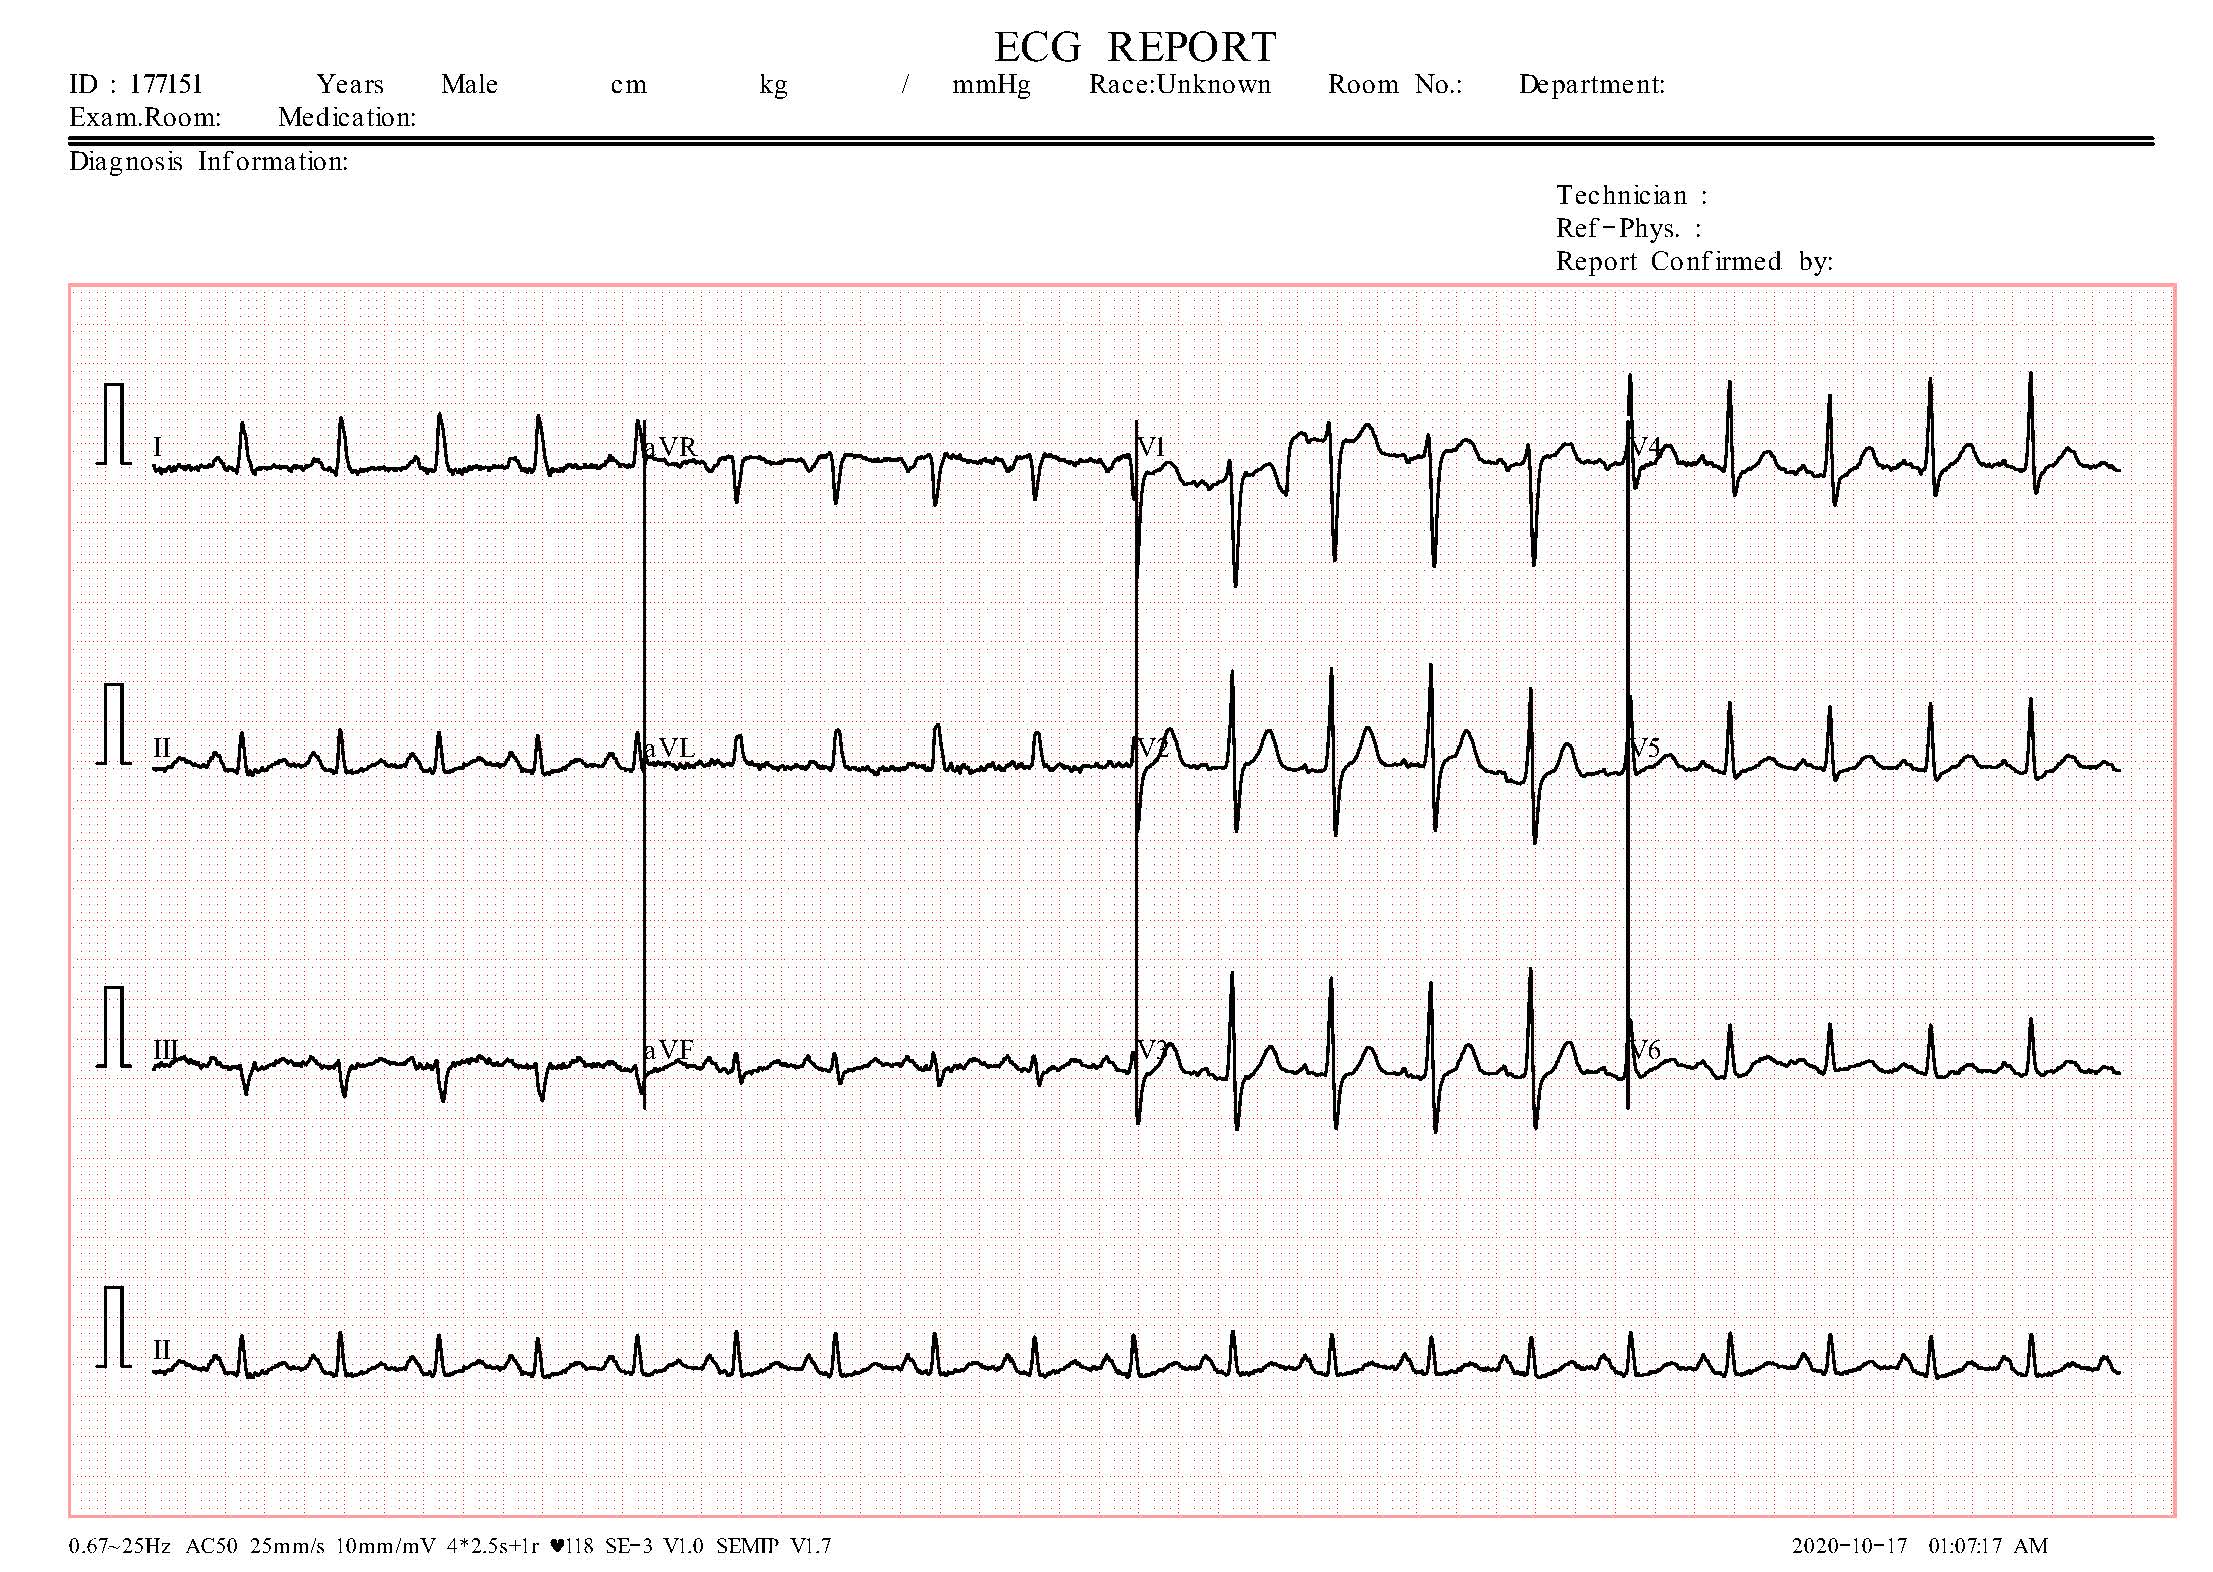 ECG REPORT
ID : 177151 Years Male cm kg / mmHg Race:Unknown Room No.: Department:
Exam.Room: Medication:
Diagnosis Information:
Technician :
Ref-Phys. :
Report Confirmed by:
I aVR V1 V4
II aVL V2 V5
III aVF V3 V6
II
0.67~25Hz AC50 25mm/s 10mm/mV 4*2.5s+1r ♥118 SE-3 V1.0 SEMIP V1.7 2020-10-17 01:07:17 AM